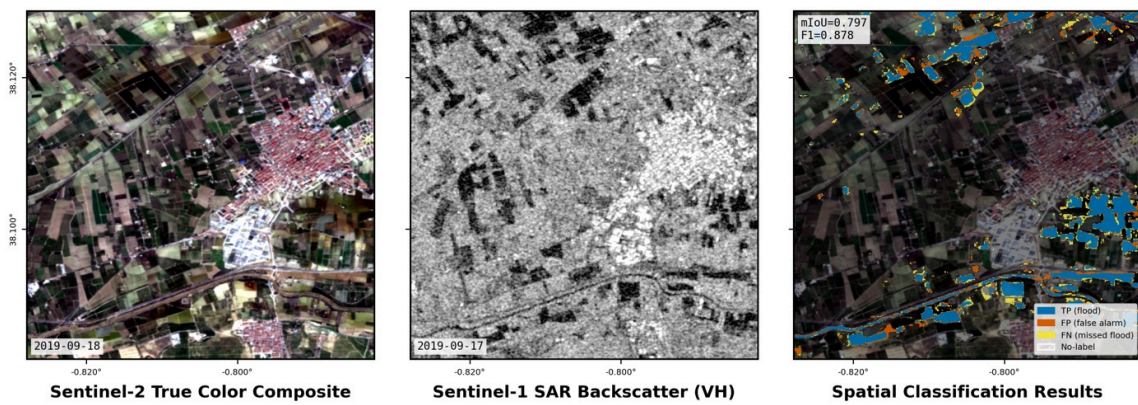 38.120°
38.100°
2019-09-18
2019-09-17
mIoU=0.797
F1=0.878
TP (flood)
FP (false alarm)
FN (missed flood)
No-label
-0.820°
-0.800°
-0.820°
-0.800°
-0.820°
-0.800°
Sentinel-2 True Color Composite
Sentinel-1 SAR Backscatter (VH)
Spatial Classification Results